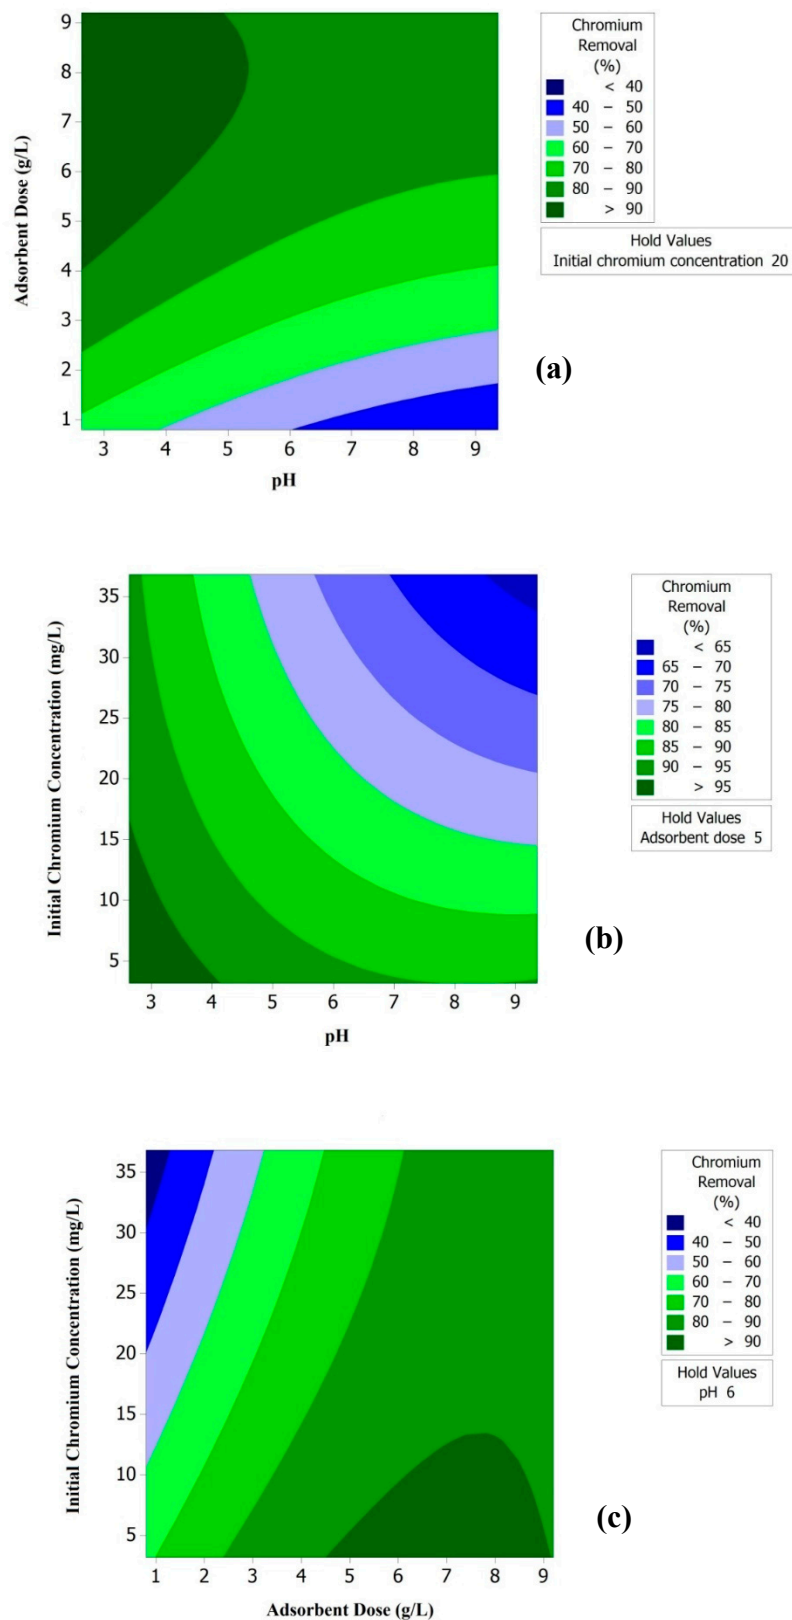 9
8
7
6
5
4
3
2
1
Adsorbent Dose (g/L)
3 4 5 6 7 8 9
pH
Chromium
Removal
(%)
< 40
40 – 50
50 – 60
60 – 70
70 – 80
80 – 90
> 90
Hold Values
Initial chromium concentration 20
(a)
35
30
25
20
15
10
5
Initial Chromium Concentration (mg/L)
3 4 5 6 7 8 9
pH
Chromium
Removal
(%)
< 65
65 – 70
70 – 75
75 – 80
80 – 85
85 – 90
90 – 95
> 95
Hold Values
Adsorbent dose 5
(b)
35
30
25
20
15
10
5
Initial Chromium Concentration (mg/L)
1 2 3 4 5 6 7 8 9
Adsorbent Dose (g/L)
Chromium
Removal
(%)
< 40
40 – 50
50 – 60
60 – 70
70 – 80
80 – 90
> 90
Hold Values
pH 6
(c)